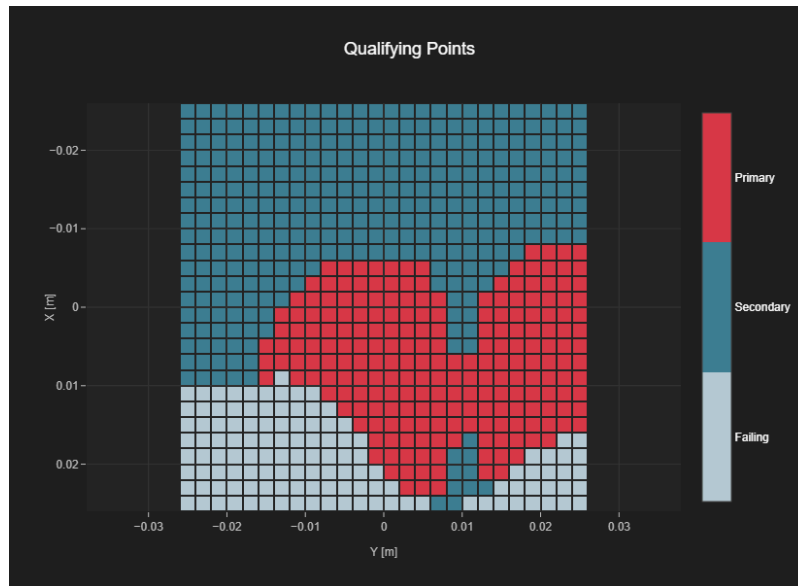 Qualifying Points
−0.02
−0.01
0
0.01
0.02
X [m]
−0.03
−0.02
−0.01
0
0.01
0.02
0.03
Y [m]
Primary
Secondary
Failing